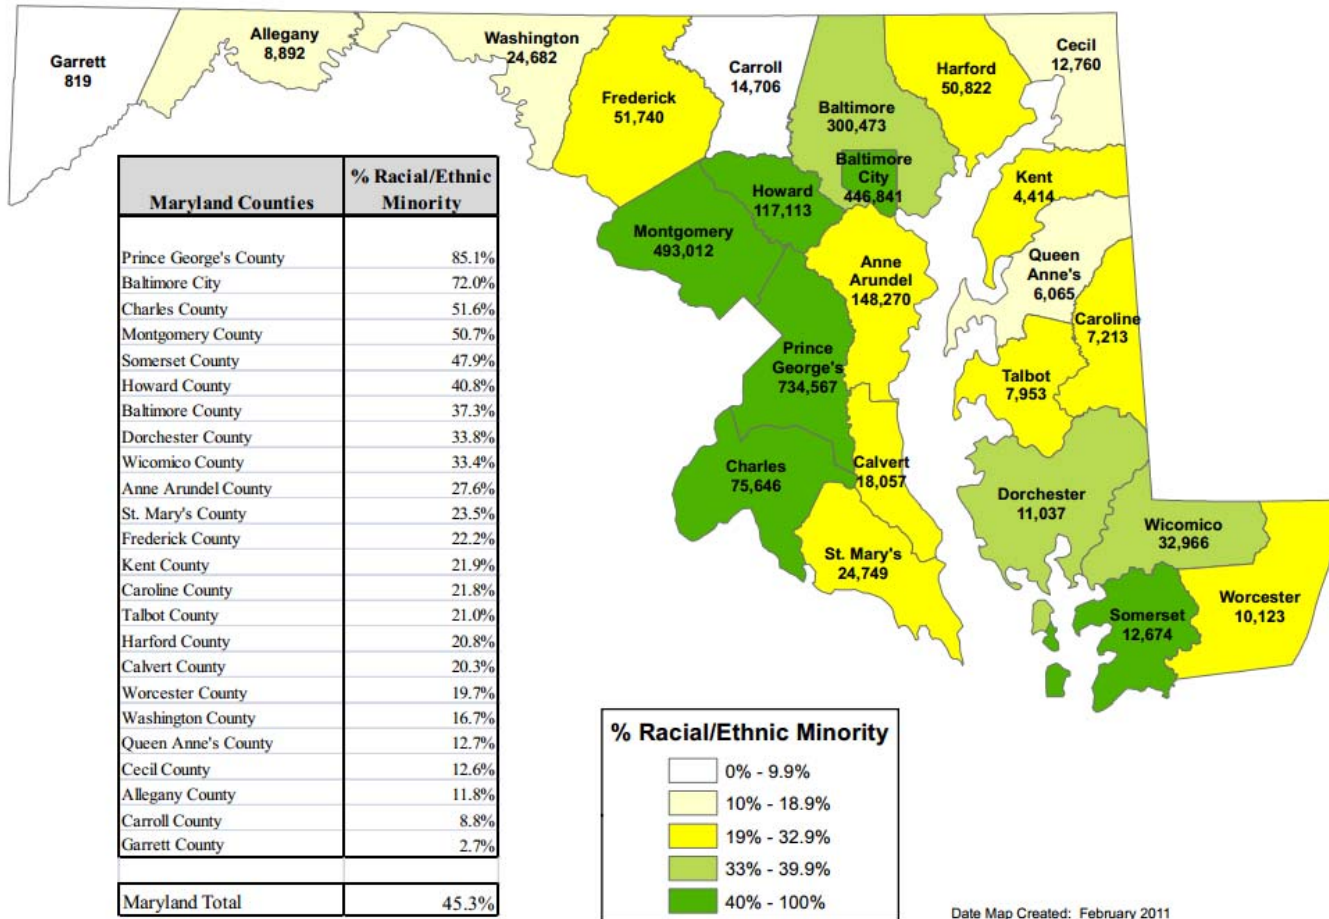 Garrett
819
Allegany
8,892
Washington
24,682
Frederick
51,740
Carroll
14,706
Baltimore
300,473
Baltimore
City
446,841
Harford
50,822
Cecil
12,760
Howard
117,113
Montgomery
493,012
Kent
4,414
Queen
Anne's
6,065
Anne
Arundel
148,270
Caroline
7,213
Prince
George's
734,567
Talbot
7,953
Charles
75,646
Calvert
18,057
Dorchester
11,037
Wicomico
32,966
St. Mary's
24,749
Somerset
12,674
Worcester
10,123
Maryland Counties % Racial/Ethnic Minority
Prince George's County 85.1%
Baltimore City 72.0%
Charles County 51.6%
Montgomery County 50.7%
Somerset County 47.9%
Howard County 40.8%
Baltimore County 37.3%
Dorchester County 33.8%
Wicomico County 33.4%
Anne Arundel County 27.6%
St. Mary's County 23.5%
Frederick County 22.2%
Kent County 21.9%
Caroline County 21.8%
Talbot County 21.0%
Harford County 20.8%
Calvert County 20.3%
Worcester County 19.7%
Washington County 16.7%
Queen Anne's County 12.7%
Cecil County 12.6%
Allegany County 11.8%
Carroll County 8.8%
Garrett County 2.7%
Maryland Total 45.3%
% Racial/Ethnic Minority
0% - 9.9%
10% - 18.9%
19% - 32.9%
33% - 39.9%
40% - 100%
Date Map Created: February 2011